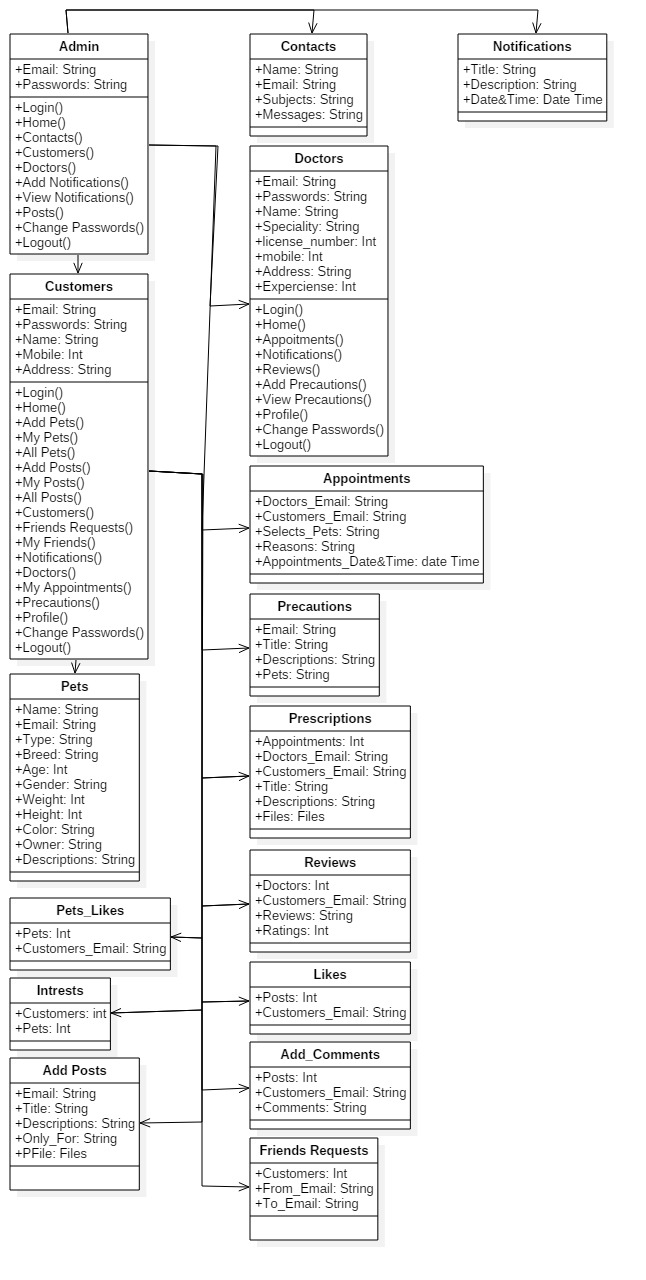 Admin
+Email: String
+Passwords: String
+Login()
+Home()
+Contacts()
+Customers()
+Doctors()
+Add Notifications()
+View Notifications()
+Posts()
+Change Passwords()
+Logout()
Contacts
+Name: String
+Email: String
+Subjects: String
+Messages: String
Notifications
+Title: String
+Description: String
+Date&Time: Date Time
Doctors
+Email: String
+Passwords: String
+Name: String
+Speciality: String
+license_number: Int
+mobile: Int
+Address: String
+Experciense: Int
+Login()
+Home()
+Appoitments()
+Notifications()
+Reviews()
+Add Precautions()
+View Precautions()
+Profile()
+Change Passwords()
+Logout()
Customers
+Email: String
+Passwords: String
+Name: String
+Mobile: Int
+Address: String
+Login()
+Home()
+Add Pets()
+My Pets()
+All Pets()
+Add Posts()
+My Posts()
+All Posts()
+Customers()
+Friends Requests()
+My Friends()
+Notifications()
+Doctors()
+My Appointments()
+Precautions()
+Profile()
+Change Passwords()
+Logout()
Appointments
+Doctors_Email: String
+Customers_Email: String
+Selects_Pets: String
+Reasons: String
+Appointments_Date&Time: date Time
Precautions
+Email: String
+Title: String
+Descriptions: String
+Pets: String
Pets
+Name: String
+Email: String
+Type: String
+Breed: String
+Age: Int
+Gender: String
+Weight: Int
+Height: Int
+Color: String
+Owner: String
+Descriptions: String
Prescriptions
+Appointments: Int
+Doctors_Email: String
+Customers_Email: String
+Title: String
+Descriptions: String
+Files: Files
Reviews
+Doctors: Int
+Customers_Email: String
+Reviews: String
+Ratings: Int
Pets_Likes
+Pets: Int
+Customers_Email: String
Likes
+Posts: Int
+Customers_Email: String
Intrests
+Customers: int
+Pets: Int
Add_Comments
+Posts: Int
+Customers_Email: String
+Comments: String
Add Posts
+Email: String
+Title: String
+Descriptions: String
+Only_For: String
+PFile: Files
Friends Requests
+Customers: Int
+From_Email: String
+To_Email: String